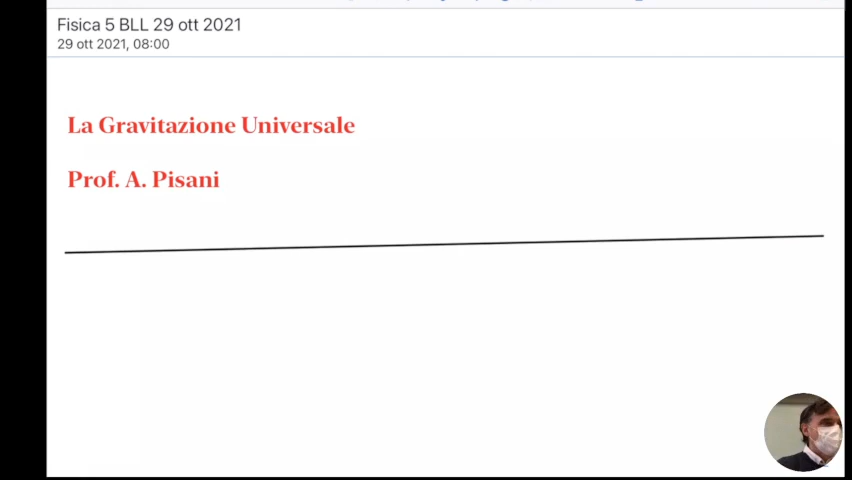 Fisica 5 BLL 29 ott 2021
29 ott 2021, 08:00
La Gravitazione Universale
Prof. A. Pisani